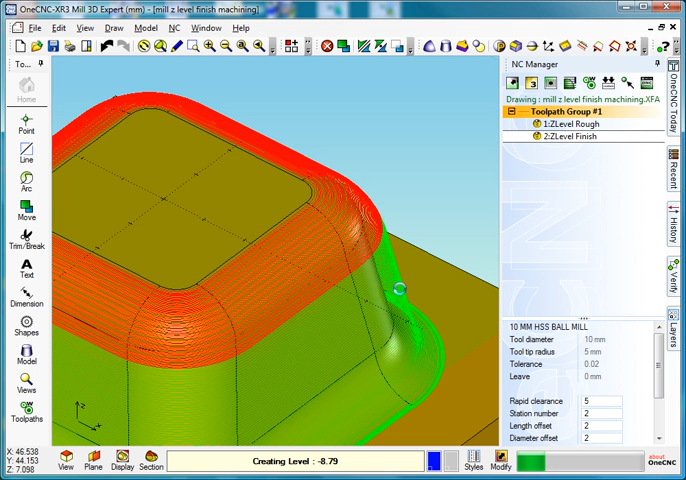 OneCNC-XR3 Mill 3D Expert (mm) - [mill z level finish machining]
File Edit View Draw Model NC Window Help
To...
Home
Point
Line
Arc
Move
Trim/Break
Text
Dimension
Shapes
Model
Views
Toolpaths
Z
X
NC Manager
Drawing : mill z level finish machining.XFA
Toolpath Group #1
1:ZLevel Rough
2:ZLevel Finish
10 MM HSS BALL MILL
Tool diameter 10 mm
Tool tip radius 5 mm
Tolerance 0.02
Leave 0 mm
Rapid clearance 5
Station number 2
Length offset 2
Diameter offset 2
OneCNC Today
Recent
History
Verify
Layers
X: 46.538
Y: 44.153
Z: 7.098
View Plane Display Section
Creating Level : -8.79
Styles Modify
about
OneCNC